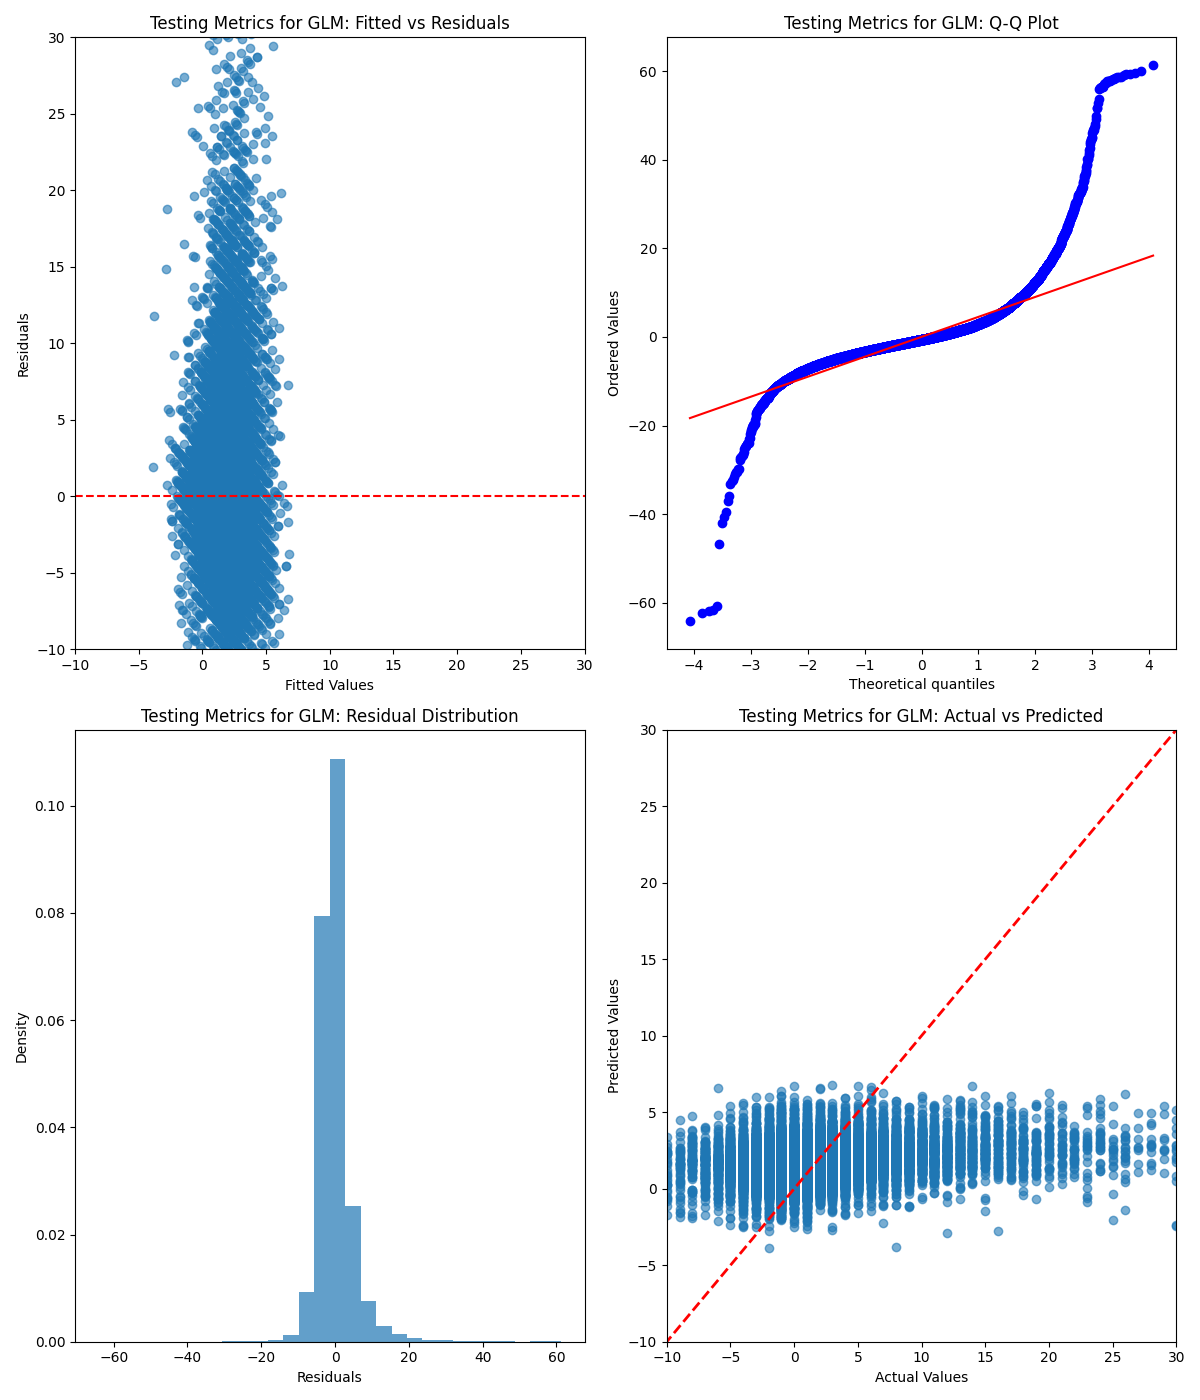 Testing Metrics for GLM: Fitted vs Residuals
Residuals
30
25
20
15
10
5
0
−5
−10
−10 −5 0 5 10 15 20 25 30
Fitted Values
Testing Metrics for GLM: Q-Q Plot
Ordered Values
60
40
20
0
−20
−40
−60
−4 −3 −2 −1 0 1 2 3 4
Theoretical quantiles
Testing Metrics for GLM: Residual Distribution
Density
0.10
0.08
0.06
0.04
0.02
0.00
−60 −40 −20 0 20 40 60
Residuals
Testing Metrics for GLM: Actual vs Predicted
Predicted Values
30
25
20
15
10
5
0
−5
−10
−10 −5 0 5 10 15 20 25 30
Actual Values